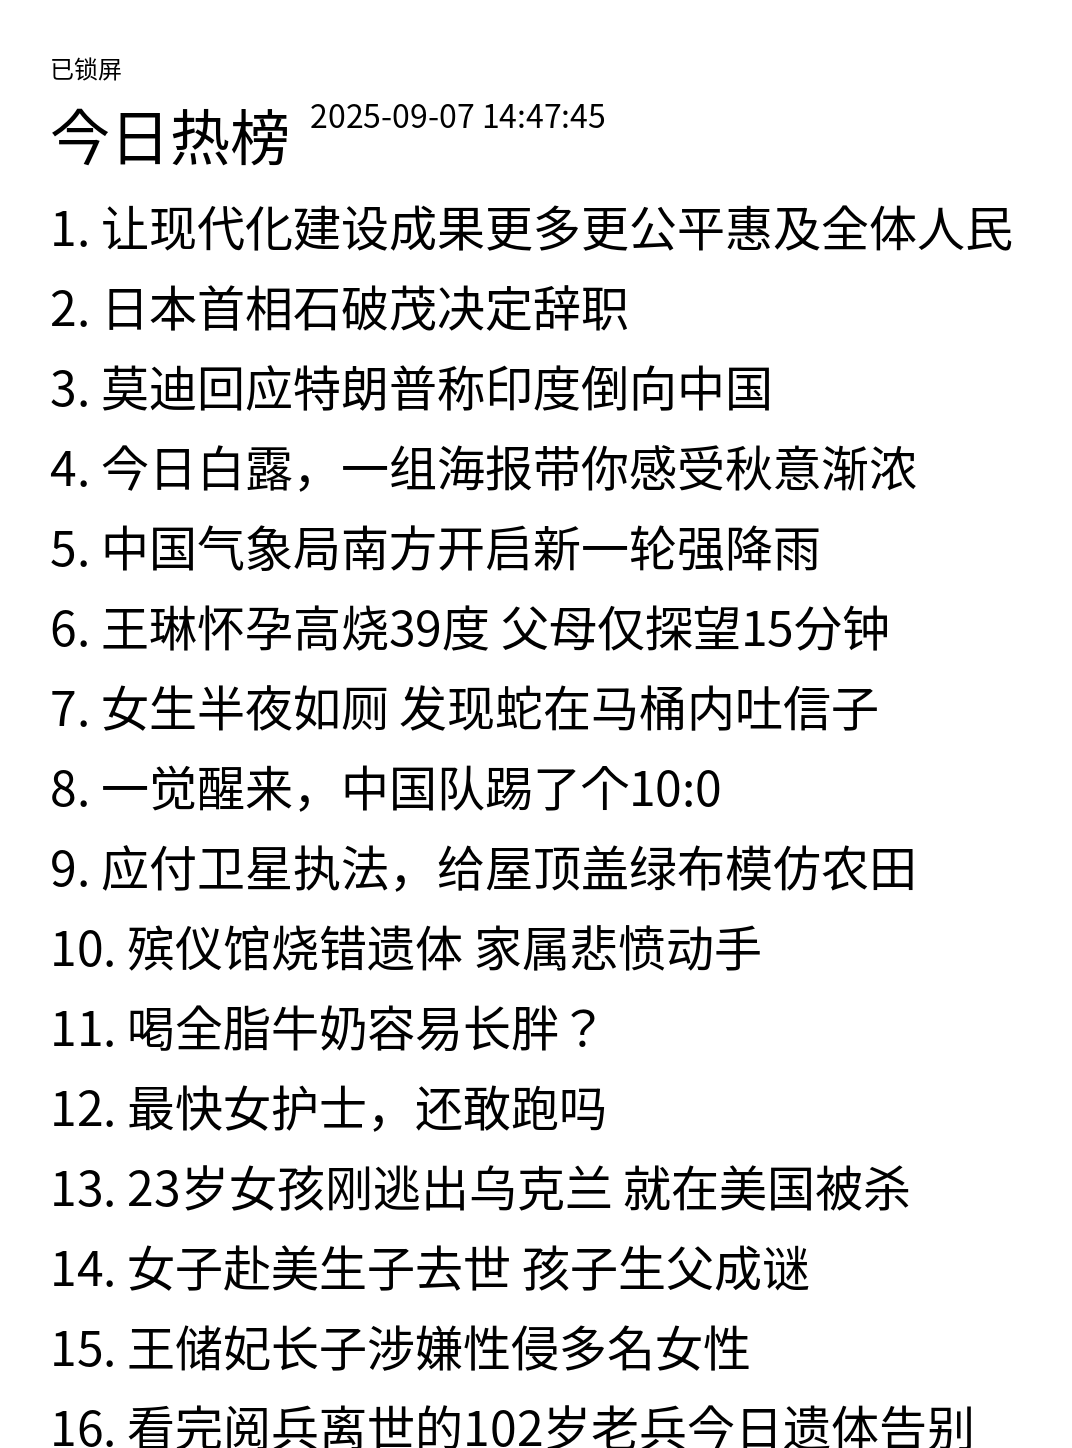 已锁屏
今日热榜 2025-09-07 14:47:45
1. 让现代化建设成果更多更公平惠及全体人民
2. 日本首相石破茂决定辞职
3. 莫迪回应特朗普称印度倒向中国
4. 今日白露，一组海报带你感受秋意渐浓
5. 中国气象局南方开启新一轮强降雨
6. 王琳怀孕高烧39度 父母仅探望15分钟
7. 女生半夜如厕 发现蛇在马桶内吐信子
8. 一觉醒来，中国队踢了个10:0
9. 应付卫星执法，给屋顶盖绿布模仿农田
10. 殡仪馆烧错遗体 家属悲愤动手
11. 喝全脂牛奶容易长胖？
12. 最快女护士，还敢跑吗
13. 23岁女孩刚逃出乌克兰 就在美国被杀
14. 女子赴美生子去世 孩子生父成谜
15. 王储妃长子涉嫌性侵多名女性
16. 看完阅兵离世的102岁老兵今日遗体告别